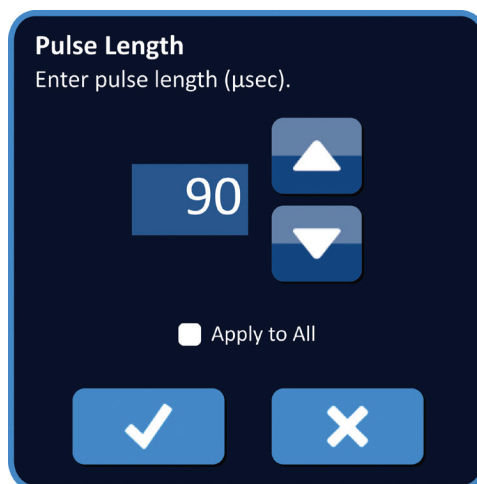 Pulse Length
Enter pulse length (μsec).
90
Apply to All